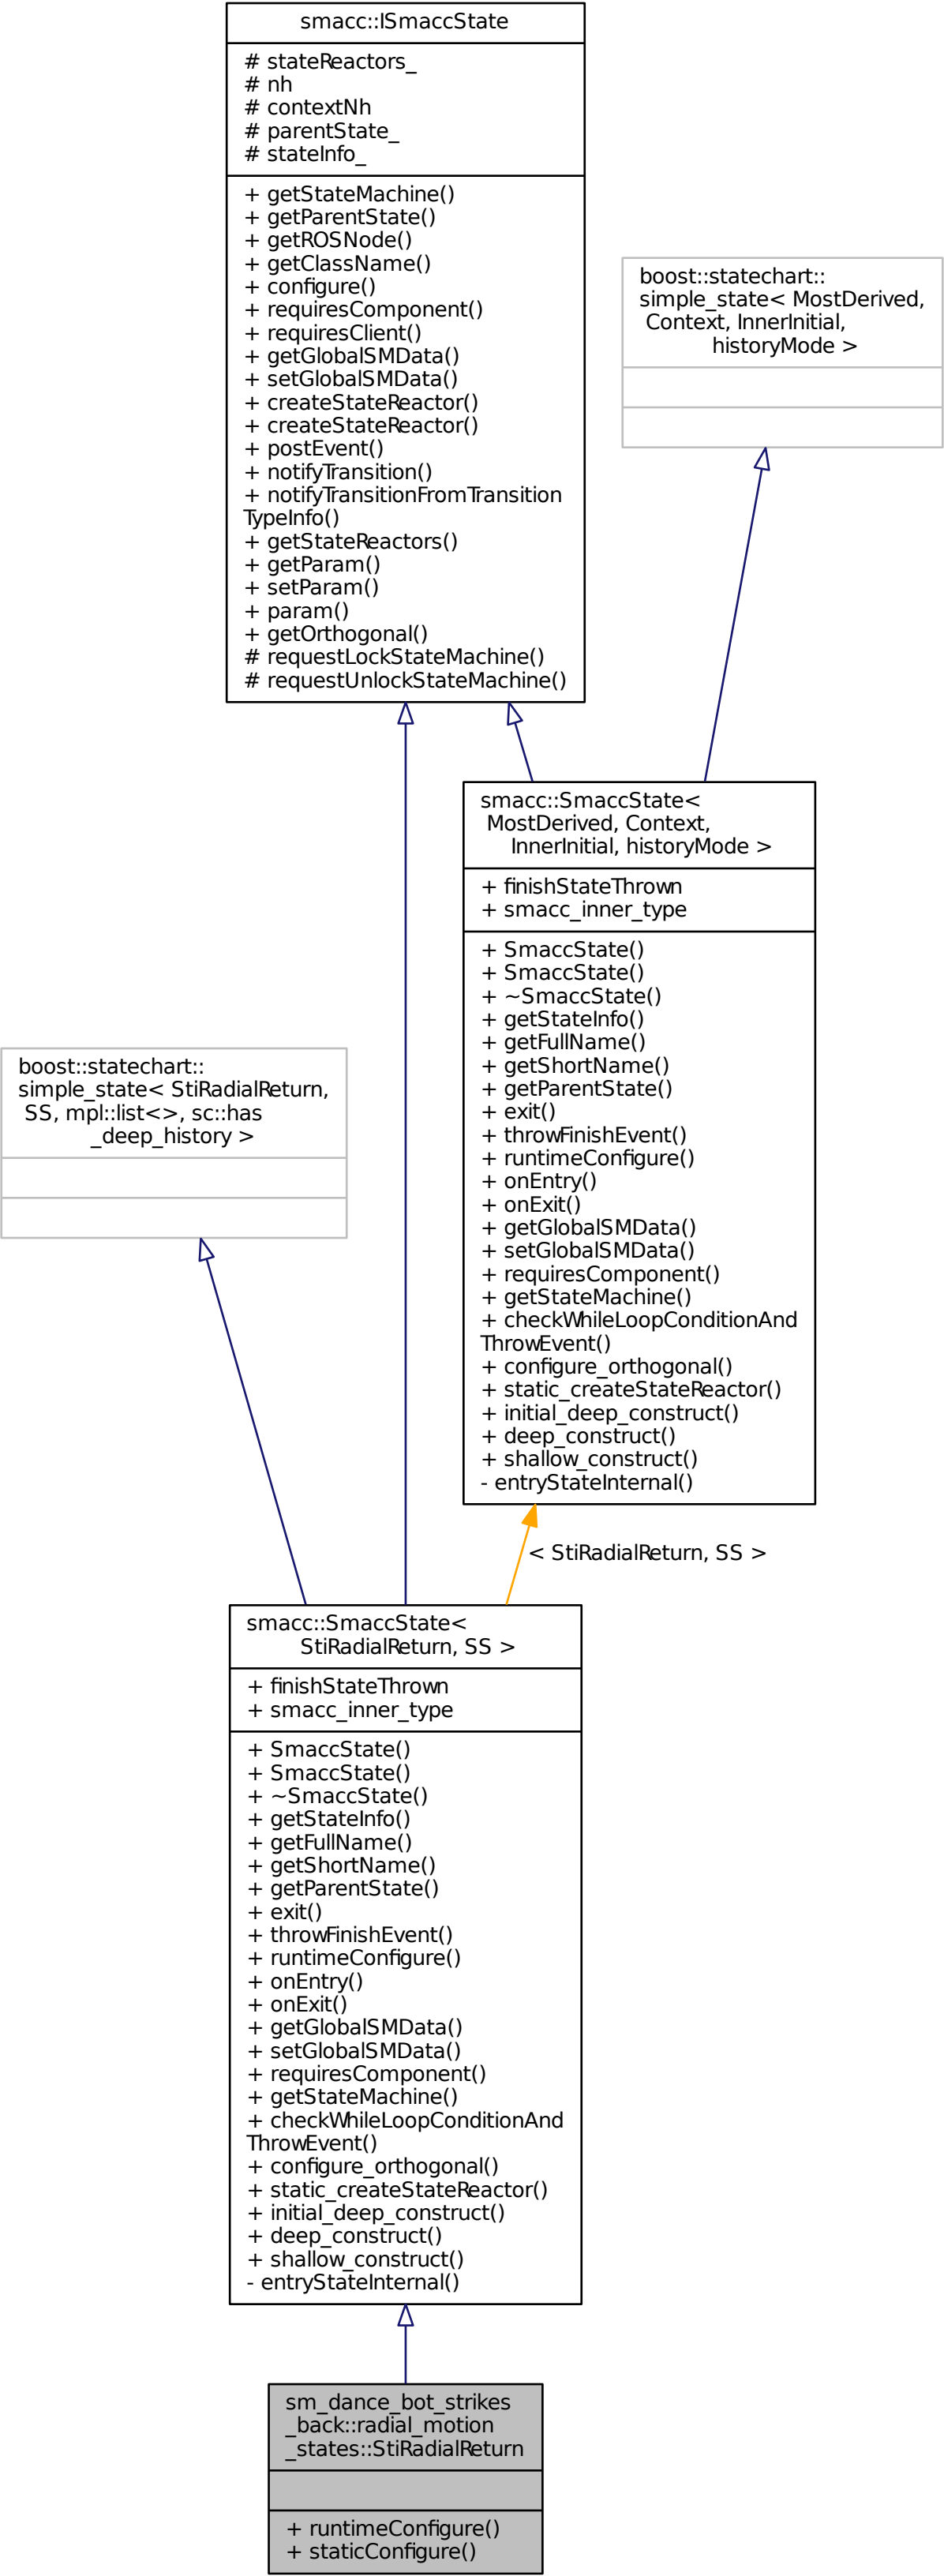 smacc::ISmaccState
# stateReactors_
# nh
# contextNh
# parentState_
# stateInfo_
+ getStateMachine()
+ getParentState()
+ getROSNode()
+ getClassName()
+ configure()
+ requiresComponent()
+ requiresClient()
+ getGlobalSMData()
+ setGlobalSMData()
+ createStateReactor()
+ createStateReactor()
+ postEvent()
+ notifyTransition()
+ notifyTransitionFromTransition
TypeInfo()
+ getStateReactors()
+ getParam()
+ setParam()
+ param()
+ getOrthogonal()
# requestLockStateMachine()
# requestUnlockStateMachine()
boost::statechart::
simple_state< MostDerived,
Context, InnerInitial,
historyMode >
smacc::SmaccState<
MostDerived, Context,
InnerInitial, historyMode >
+ finishStateThrown
+ smacc_inner_type
+ SmaccState()
+ SmaccState()
+ ~SmaccState()
+ getStateInfo()
+ getFullName()
+ getShortName()
+ getParentState()
+ exit()
+ throwFinishEvent()
+ runtimeConfigure()
+ onEntry()
+ onExit()
+ getGlobalSMData()
+ setGlobalSMData()
+ requiresComponent()
+ getStateMachine()
+ checkWhileLoopConditionAnd
ThrowEvent()
+ configure_orthogonal()
+ static_createStateReactor()
+ initial_deep_construct()
+ deep_construct()
+ shallow_construct()
- entryStateInternal()
boost::statechart::
simple_state< StiRadialReturn,
SS, mpl::list<>, sc::has
_deep_history >
< StiRadialReturn, SS >
smacc::SmaccState<
StiRadialReturn, SS >
+ finishStateThrown
+ smacc_inner_type
+ SmaccState()
+ SmaccState()
+ ~SmaccState()
+ getStateInfo()
+ getFullName()
+ getShortName()
+ getParentState()
+ exit()
+ throwFinishEvent()
+ runtimeConfigure()
+ onEntry()
+ onExit()
+ getGlobalSMData()
+ setGlobalSMData()
+ requiresComponent()
+ getStateMachine()
+ checkWhileLoopConditionAnd
ThrowEvent()
+ configure_orthogonal()
+ static_createStateReactor()
+ initial_deep_construct()
+ deep_construct()
+ shallow_construct()
- entryStateInternal()
sm_dance_bot_strikes
_back::radial_motion
_states::StiRadialReturn
+ runtimeConfigure()
+ staticConfigure()